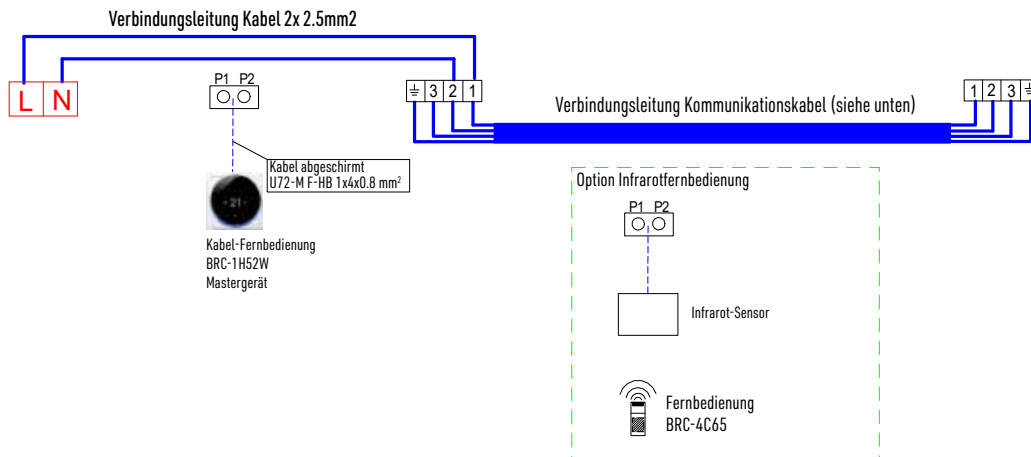 Verbindungsleitung Kabel 2x 2.5mm2
L N
P1 P2
⏚ 3 2 1
Verbindungsleitung Kommunikationskabel (siehe unten)
1 2 3 ⏚
Kabel abgeschirmt
U72-M F-HB 1x4x0.8 mm²
-21-
Kabel-Fernbedienung
BRC-1H52W
Mastergerät
Option Infrarotfernbedienung
P1 P2
Infrarot-Sensor
Fernbedienung
BRC-4C65